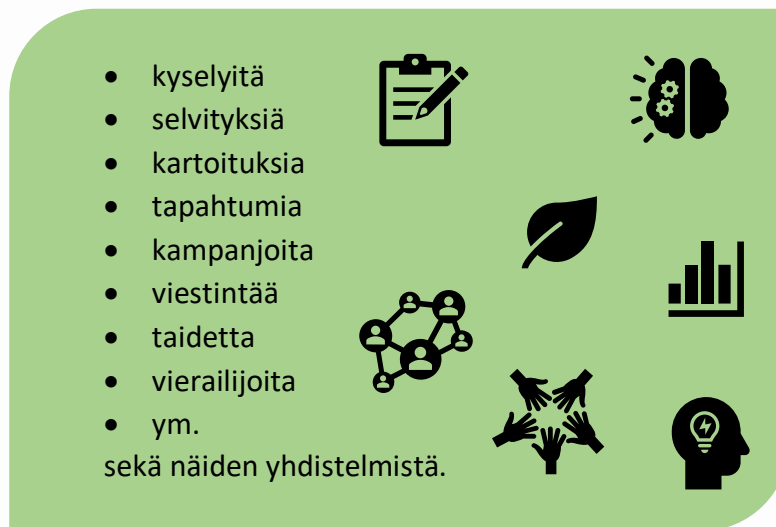 • kyselyitä
• selvityksiä
• kartoituksia
• tapahtumia
• kampanjoita
• viestintää
• taidetta
• vierailijoita
• ym.
sekä näiden yhdistelmistä.